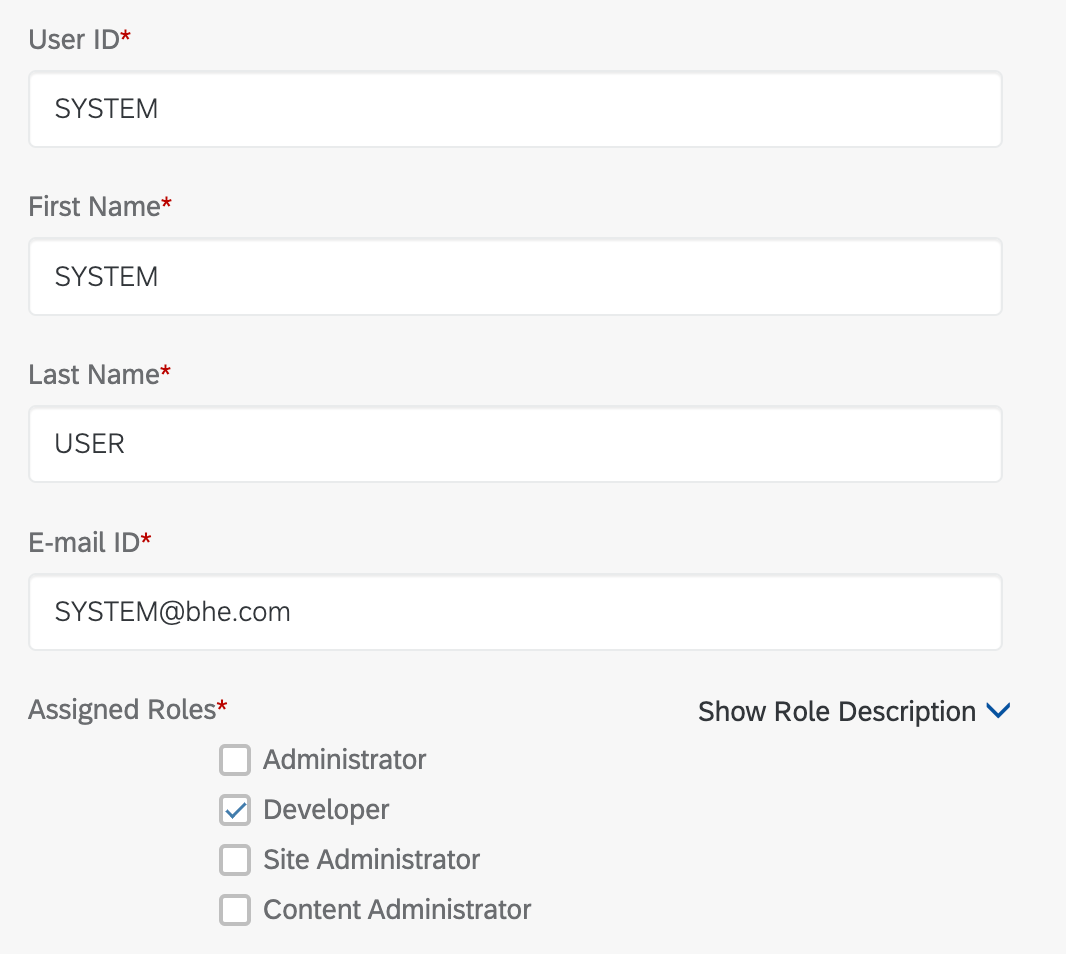 User ID*
SYSTEM
First Name*
SYSTEM
Last Name*
USER
E-mail ID*
SYSTEM@bhe.com
Assigned Roles* Show Role Description
Administrator
Developer
Site Administrator
Content Administrator